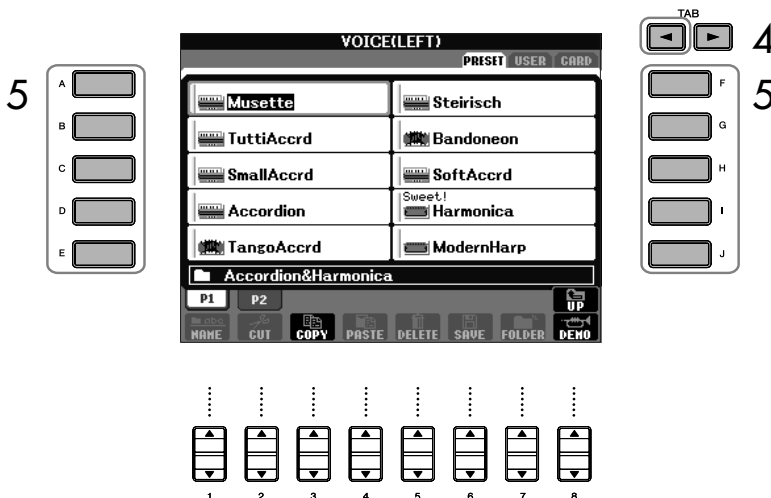 TAB
4
VOICE(LEFT)
PRESET USER CARD
5
5
A
F
Musette
Steirisch
B
G
TuttiAccrd
Bandoneon
C
H
SmallAccrd
SoftAccrd
D
I
Accordion
Sweet!
Harmonica
E
J
TangoAccrd
ModernHarp
Accordion&Harmonica
P1 P2
UP
abc
NAME CUT COPY PASTE DELETE SAVE FOLDER DEMO
1 2 3 4 5 6 7 8